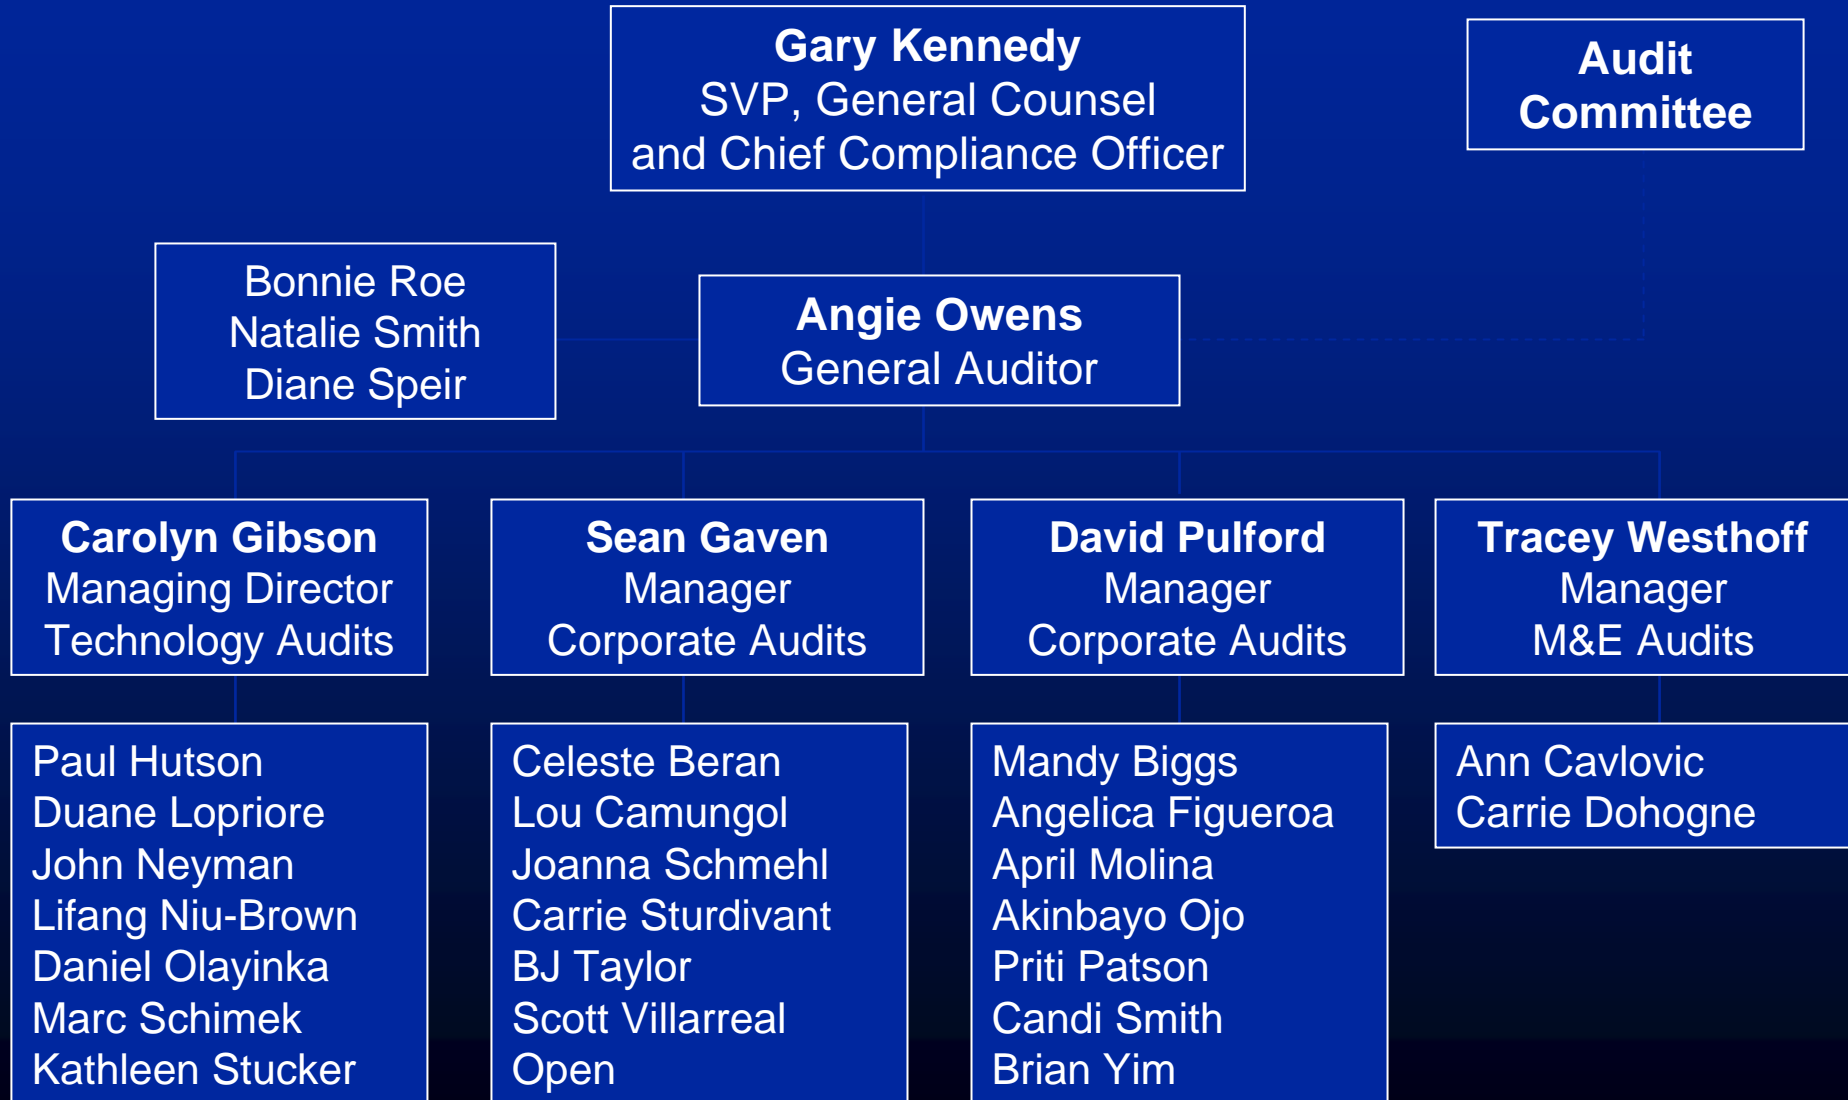 Gary Kennedy
SVP, General Counsel
and Chief Compliance Officer
Audit
Committee
Bonnie Roe
Natalie Smith
Diane Speir
Angie Owens
General Auditor
Carolyn Gibson
Managing Director
Technology Audits
Sean Gaven
Manager
Corporate Audits
David Pulford
Manager
Corporate Audits
Tracey Westhoff
Manager
M&E Audits
Paul Hutson
Duane Lopriore
John Neyman
Lifang Niu-Brown
Daniel Olayinka
Marc Schimek
Kathleen Stucker
Celeste Beran
Lou Camungol
Joanna Schmehl
Carrie Sturdivant
BJ Taylor
Scott Villarreal
Open
Mandy Biggs
Angelica Figueroa
April Molina
Akinbayo Ojo
Priti Patson
Candi Smith
Brian Yim
Ann Cavlovic
Carrie Dohogne